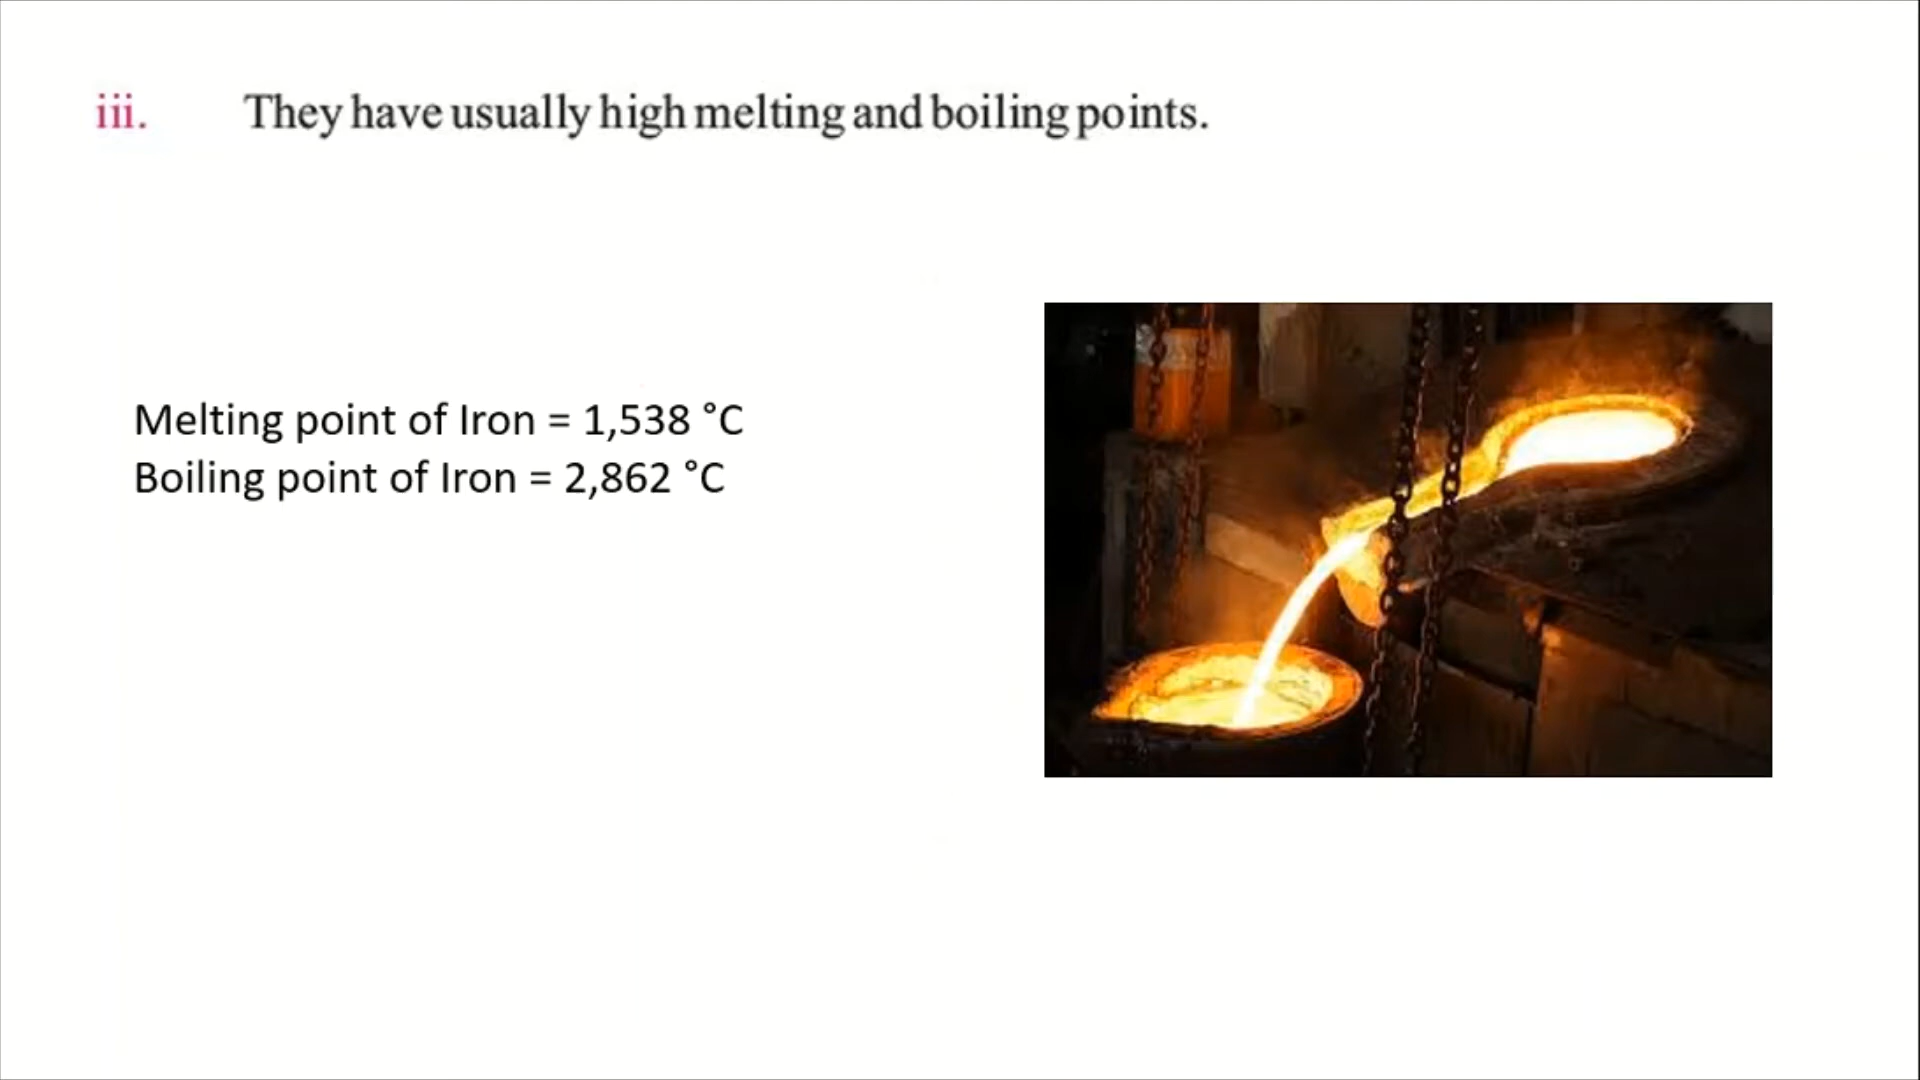 iii. They have usually high melting and boiling points.
Melting point of Iron = 1,538 °C
Boiling point of Iron = 2,862 °C